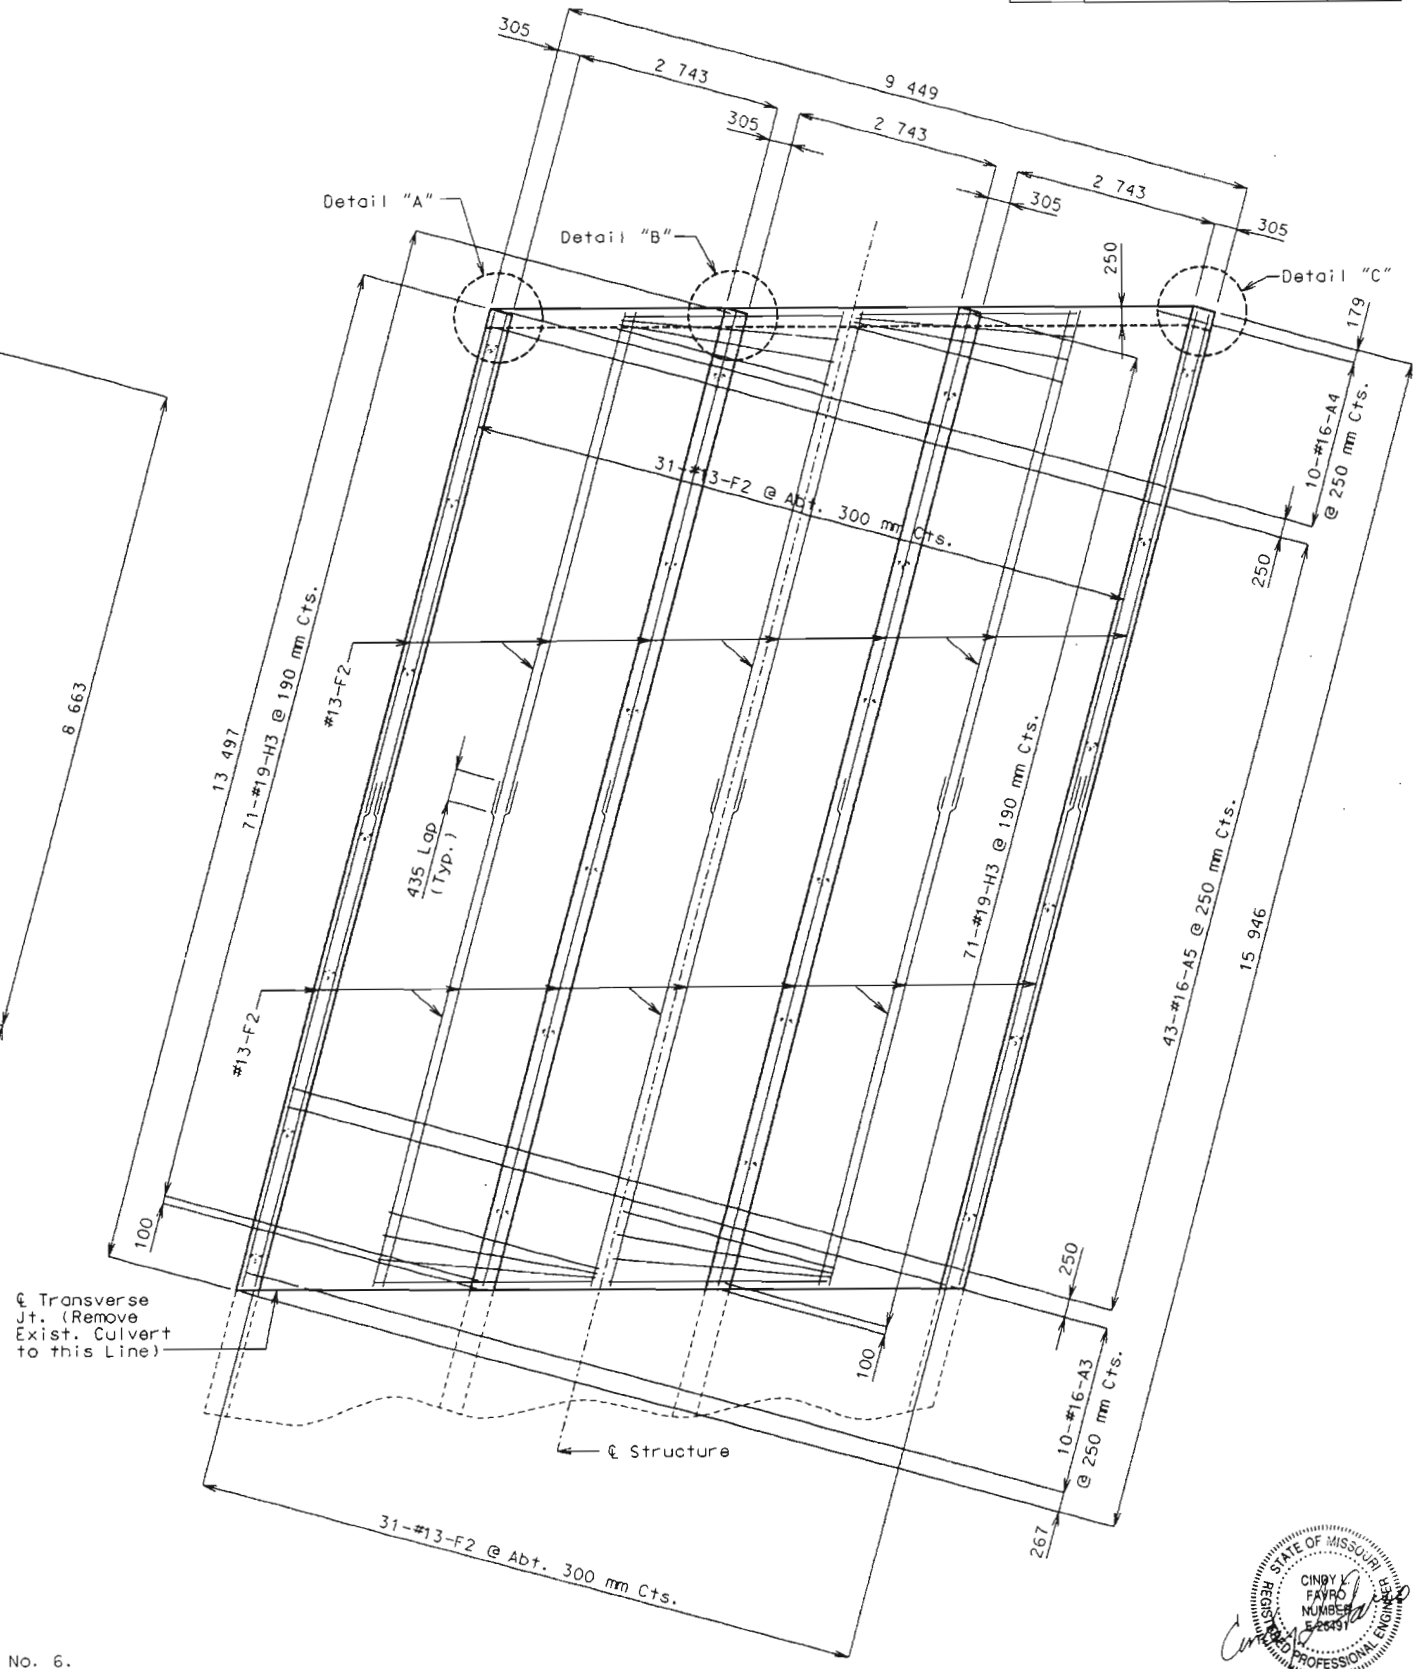 305
2 743
9 449
305
2 743
305
2 743
305
Detail "A"
Detail "B"
250
Detail "C"
179
10-#16-A4
@ 250 mm Cts.
31-#13-F2 @ Abt. 300 mm Cts.
250
8 663
13 497
71-#19-H3 @ 190 mm Cts.
#13-F2
435 Lap
(Typ.)
71-#19-H3 @ 190 mm Cts.
43-#16-A5 @ 250 mm Cts.
15 946
#13-F2
100
250
℄ Transverse
Jt. (Remove
Exist. Culvert
to this Line)
100
10-#16-A3
@ 250 mm Cts.
℄ Structure
267
31-#13-F2 @ Abt. 300 mm Cts.
STATE OF MISSOURI
CINDY L.
FAVRO
NUMBER
E-26491
REGISTERED PROFESSIONAL ENGINEER
No. 6.